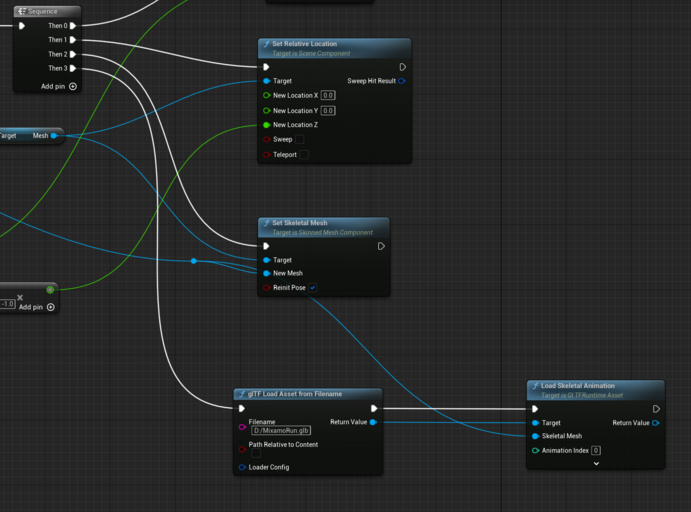 Sequence
Then 0
Then 1
Then 2
Then 3
Add pin
Set Relative Location
Target is Scene Component
Target Sweep Hit Result
New Location X 0.0
New Location Y 0.0
New Location Z
Sweep
Teleport
Target Mesh
Set Skeletal Mesh
Target is Skinned Mesh Component
Target
New Mesh
Reinit Pose
-1.0 Add pin
glTF Load Asset from Filename
Filename Return Value
D:/MixamoRun.glb
Path Relative to Content
Loader Config
Load Skeletal Animation
Target is Gl TFRuntime Asset
Target Return Value
Skeletal Mesh
Animation Index 0